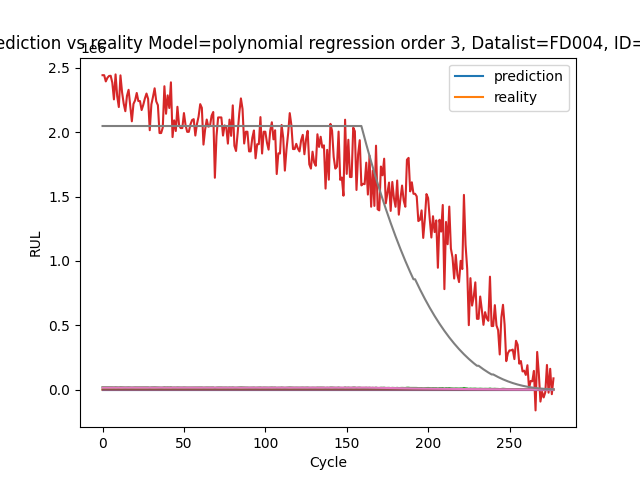 ediction vs reality Model=polynomial regression order 3, Datalist=FD004, ID=
1e6
prediction
reality
2.5
2.0
1.5
1.0
0.5
0.0
RUL
0 50 100 150 200 250
Cycle